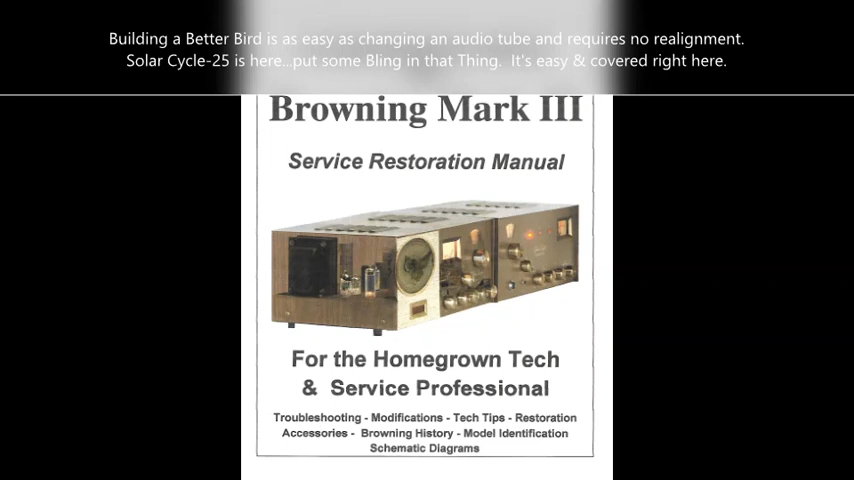 Building a Better Bird is as easy as changing an audio tube and requires no realignment.
Solar Cycle-25 is here...put some Bling in that Thing.  It's easy & covered right here.
Browning Mark III
Service Restoration Manual
For the Homegrown Tech
& Service Professional
Troubleshooting - Modifications - Tech Tips - Restoration
Accessories - Browning History - Model Identification
Schematic Diagrams